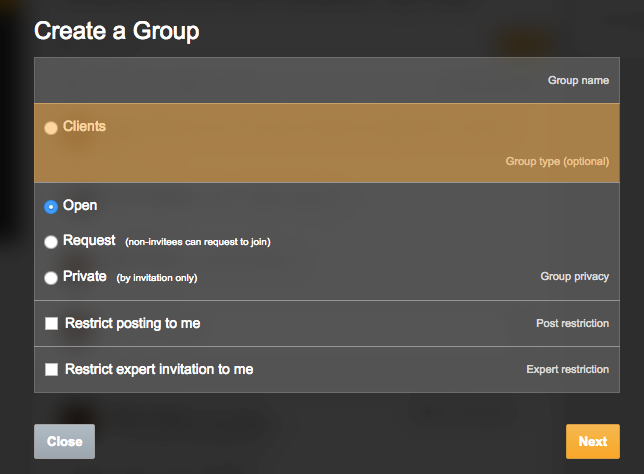 Create a Group
Group name
Clients
Group type (optional)
Open
Request (non-invitees can request to join)
Private (by invitation only) Group privacy
Restrict posting to me Post restriction
Restrict expert invitation to me Expert restriction
Close Next